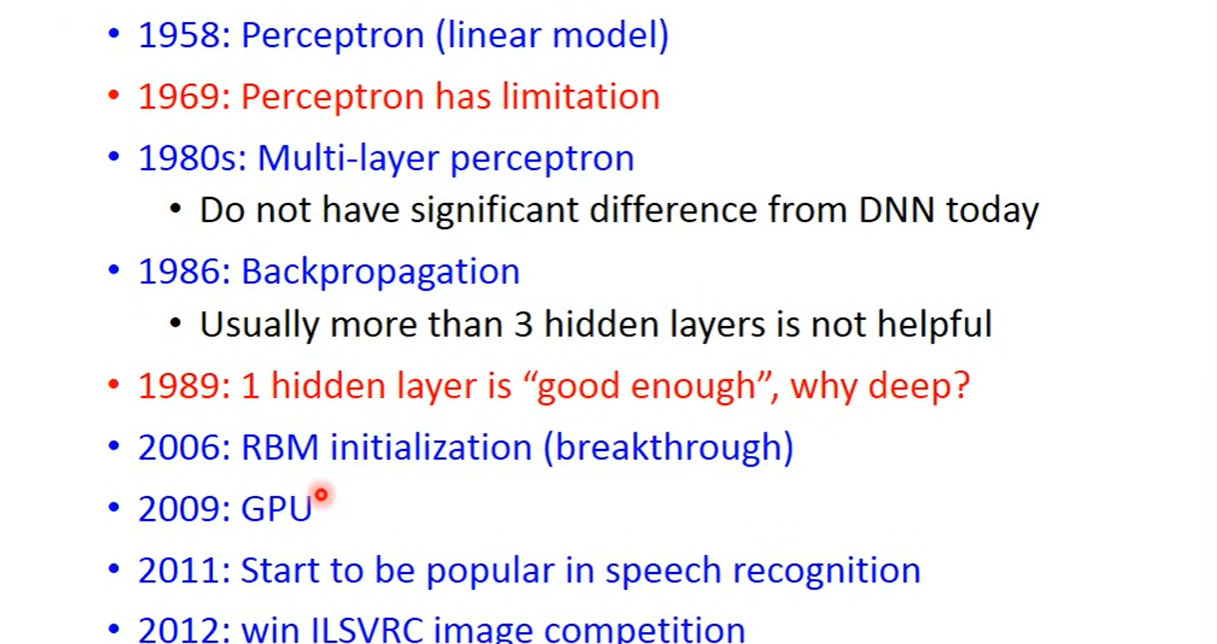 • 1958: Perceptron (linear model)
• 1969: Perceptron has limitation
• 1980s: Multi-layer perceptron
• Do not have significant difference from DNN today
• 1986: Backpropagation
• Usually more than 3 hidden layers is not helpful
• 1989: 1 hidden layer is “good enough”, why deep?
• 2006: RBM initialization (breakthrough)
• 2009: GPU
• 2011: Start to be popular in speech recognition
• 2012: win ILSVRC image competition